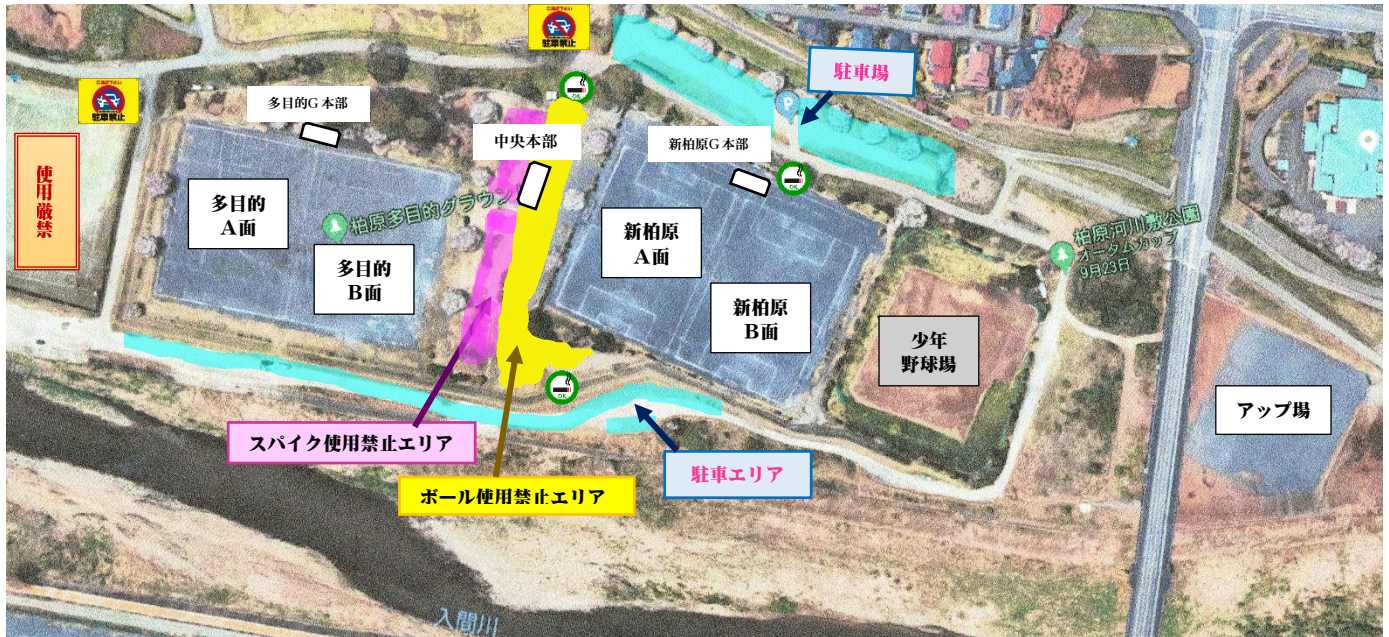 駐車禁止
駐車禁止
駐車場
多目的G本部
中央本部
新柏原G本部
OK
OK
使用厳禁
多目的
A面
柏原多目的グラウン
多目的
B面
新柏原
A面
新柏原
B面
柏原河川敷公園
オータムカップ
9月23日
P
少年
野球場
アップ場
OK
スパイク使用禁止エリア
駐車エリア
ボール使用禁止エリア
入間川